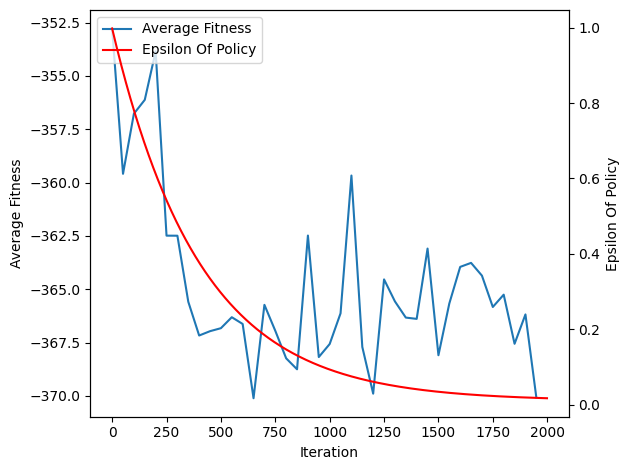 Average Fitness
Epsilon Of Policy
−352.5
−355.0
−357.5
−360.0
−362.5
−365.0
−367.5
−370.0
Average Fitness
1.0
0.8
0.6
0.4
0.2
0.0
Epsilon Of Policy
0 250 500 750 1000 1250 1500 1750 2000
Iteration